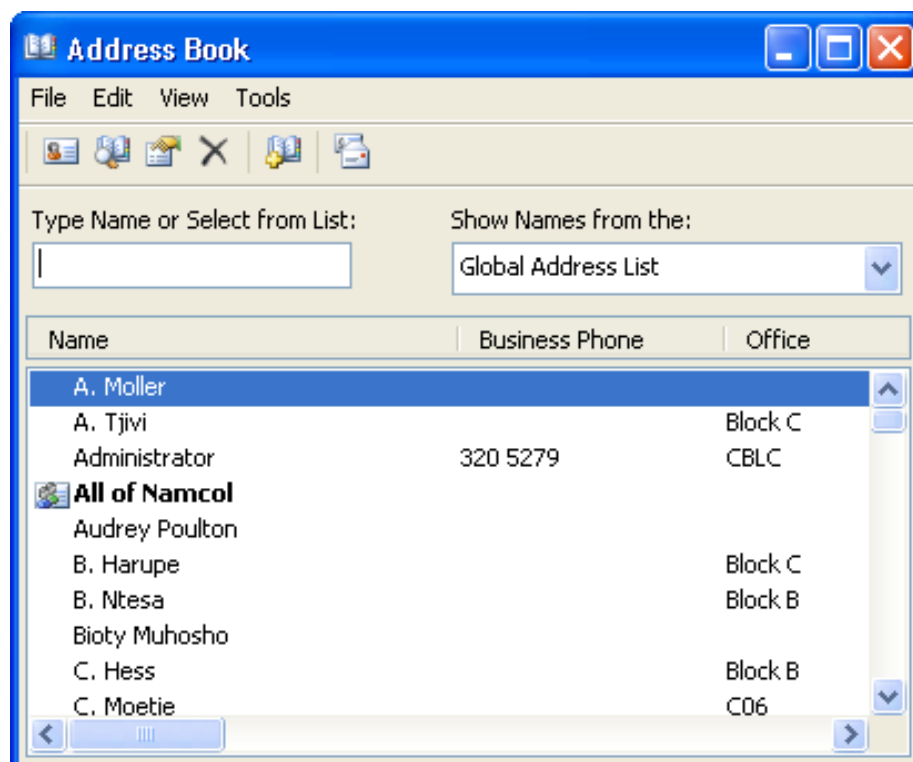 Address Book
File Edit View Tools
Type Name or Select from List: Show Names from the:
Global Address List
Name Business Phone Office
A. Moller
A. Tjivi Block C
Administrator 320 5279 CBLC
All of Namcol
Audrey Poulton
B. Harupe Block C
B. Ntesa Block B
Bioty Muhosho
C. Hess Block B
C. Moetie C06